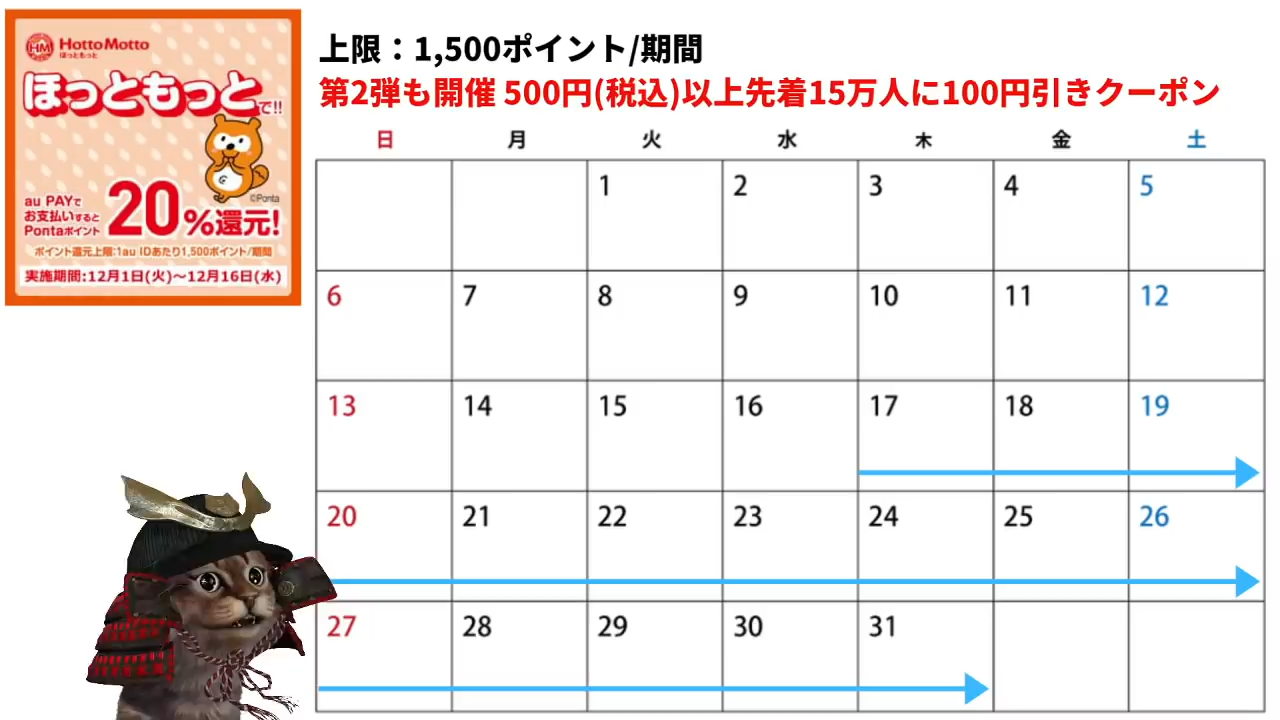 HM
HottoMotto
ほっともっと
ほっともっとで!!
©Ponta
au PAYで
お支払いすると
Pontaポイント
20%還元!
ポイント還元上限:1au IDあたり1,500ポイント/期間
実施期間:12月1日(火)〜12月16日(水)
上限：1,500ポイント/期間
第2弾も開催 500円(税込)以上先着15万人に100円引きクーポン
日 月 火 水 木 金 土
1 2 3 4 5
6 7 8 9 10 11 12
13 14 15 16 17 18 19
20 21 22 23 24 25 26
27 28 29 30 31